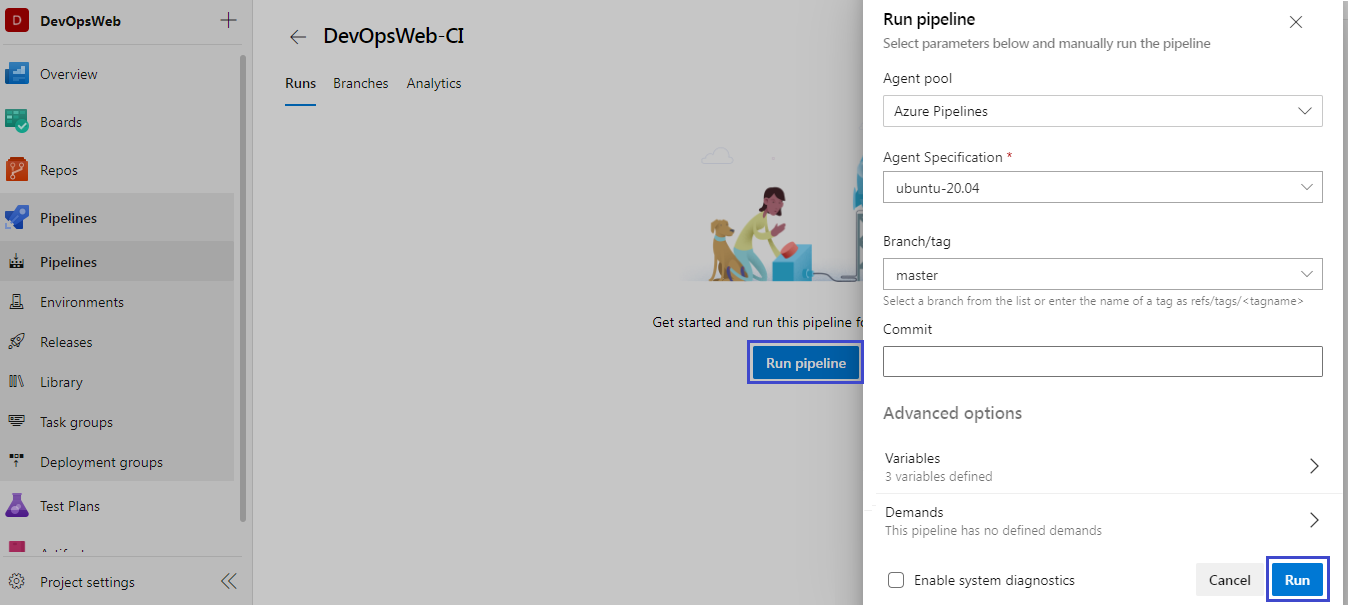 D DevOpsWeb
Overview
Boards
Repos
Pipelines
Pipelines
Environments
Releases
Library
Task groups
Deployment groups
Test Plans
Project settings
DevOpsWeb-CI
Runs Branches Analytics
Get started and run this pipeline
Run pipeline
Run pipeline
Select parameters below and manually run the pipeline
Agent pool
Azure Pipelines
Agent Specification *
ubuntu-20.04
Branch/tag
master
Select a branch from the list or enter the name of a tag as refs/tags/<tagname>
Commit
Advanced options
Variables
3 variables defined
Demands
This pipeline has no defined demands
Enable system diagnostics
Cancel Run